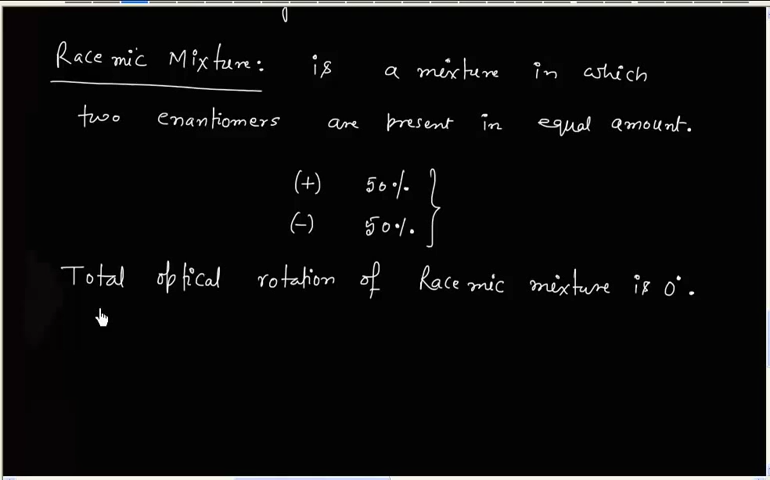 Racemic Mixture: is a mixture in which
two enantiomers are present in equal amount.
(+) 50%
(-) 50%.
Total optical rotation of Racemic mixture is 0°.